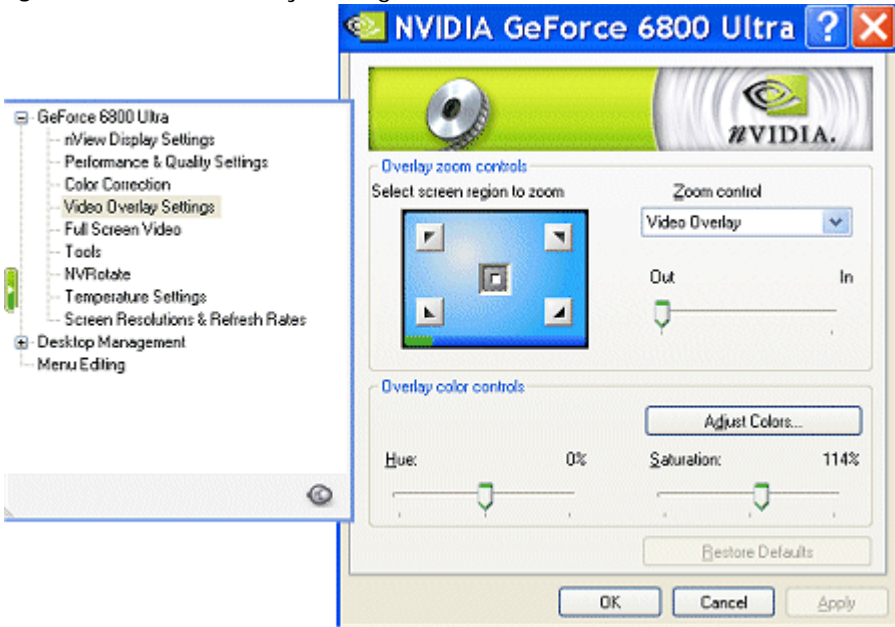 NVIDIA GeForce 6800 Ultra
GeForce 6800 Ultra
nView Display Settings
Performance & Quality Settings
Color Correction
Video Overlay Settings
Full Screen Video
Tools
NVRotate
Temperature Settings
Screen Resolutions & Refresh Rates
Desktop Management
Menu Editing
NVIDIA.
Overlay zoom controls
Select screen region to zoom
Zoom control
Video Overlay
Out In
Overlay color controls
Adjust Colors...
Hue: 0% Saturation: 114%
Restore Defaults
OK Cancel Apply